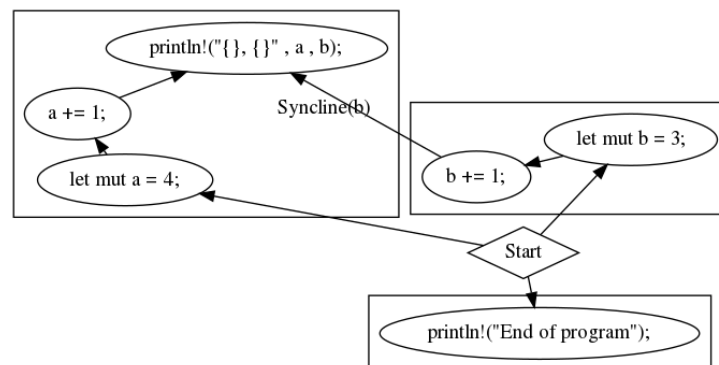 println!("{}, {}" , a , b);
a += 1;
let mut a = 4;
Syncline(b)
let mut b = 3;
b += 1;
Start
println!("End of program");